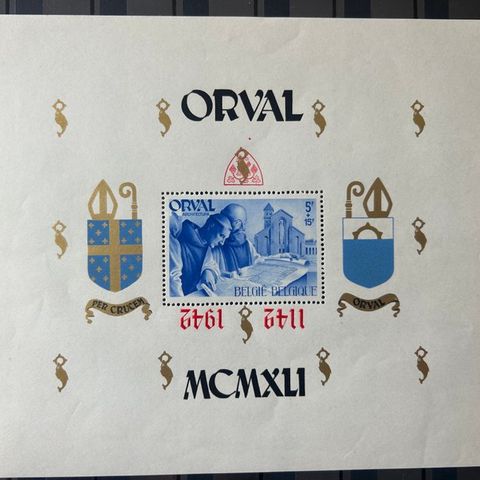 ORVAL
ORVAL
ARCHITECTURA
5F
+
15F
BELGIË BELGIQUE
PER CRUCEM
ORVAL
1142 1942
MCMXLI